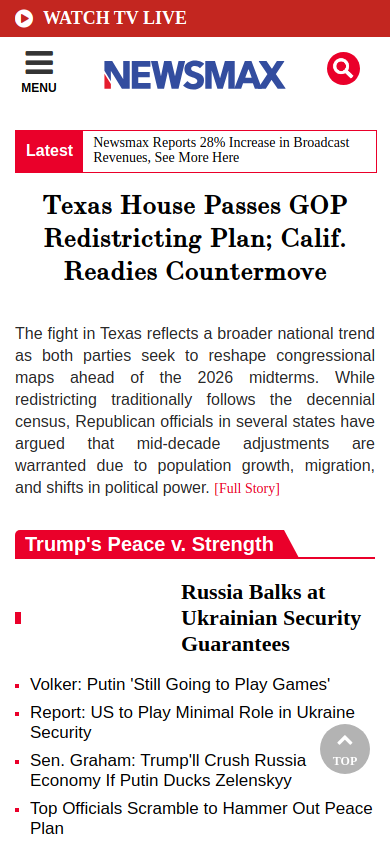 WATCH TV LIVE
MENU
NEWSMAX
Latest
Newsmax Reports 28% Increase in Broadcast
Revenues, See More Here
Texas House Passes GOP
Redistricting Plan; Calif.
Readies Countermove
The fight in Texas reflects a broader national trend
as both parties seek to reshape congressional
maps ahead of the 2026 midterms. While
redistricting traditionally follows the decennial
census, Republican officials in several states have
argued that mid-decade adjustments are
warranted due to population growth, migration,
and shifts in political power. [Full Story]
Trump's Peace v. Strength
Russia Balks at
Ukrainian Security
Guarantees
Volker: Putin 'Still Going to Play Games'
Report: US to Play Minimal Role in Ukraine
Security
Sen. Graham: Trump'll Crush Russia
Economy If Putin Ducks Zelenskyy
TOP
Top Officials Scramble to Hammer Out Peace
Plan